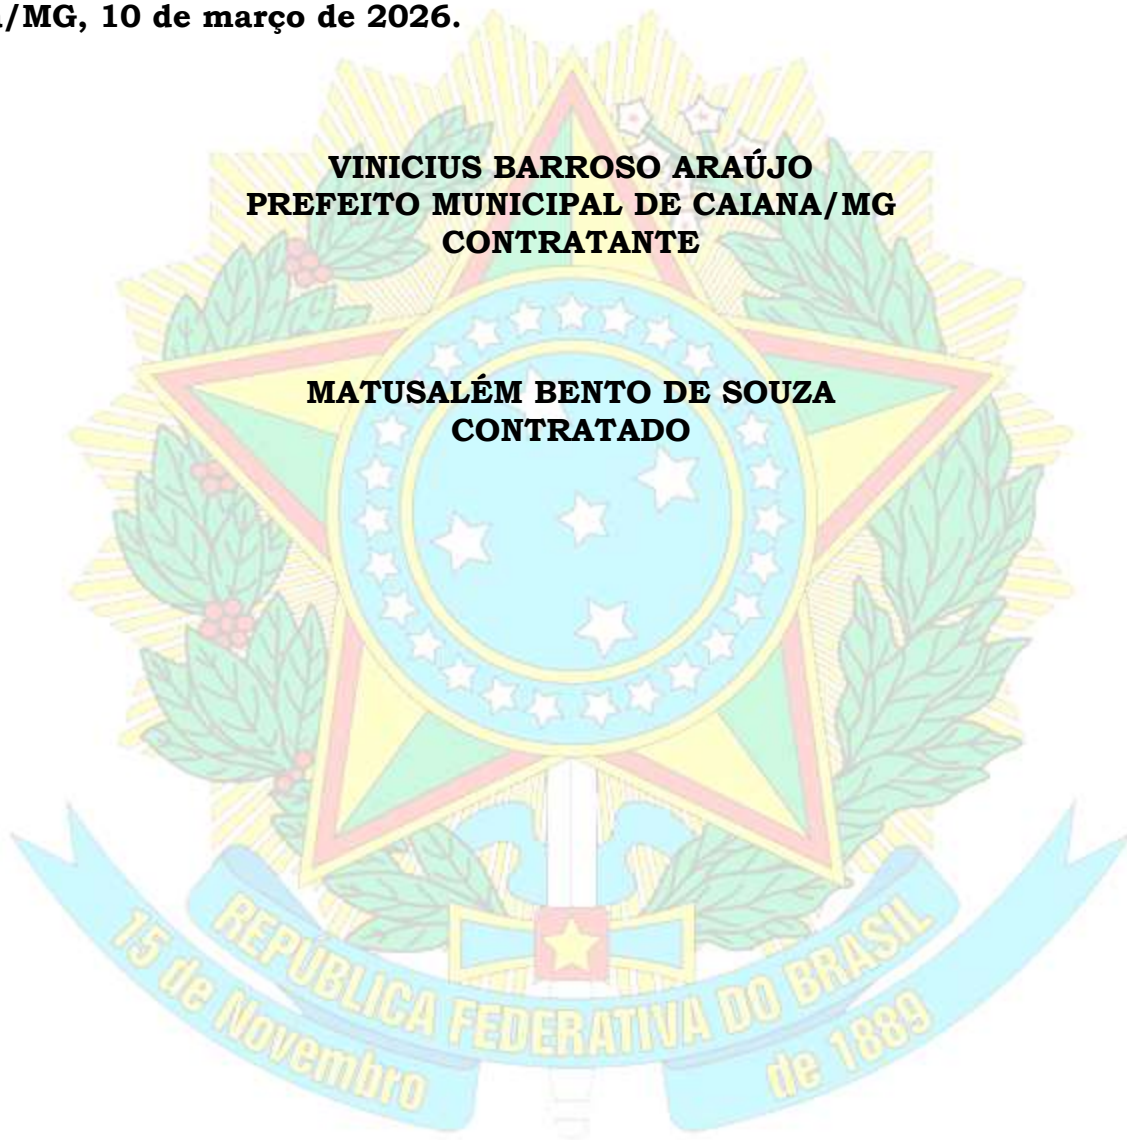 a/MG, 10 de março de 2026.
VINICIUS BARROSO ARAÚJO
PREFEITO MUNICIPAL DE CAIANA/MG
CONTRATANTE
MATUSALÉM BENTO DE SOUZA
CONTRATADO
REPÚBLICA FEDERATIVA DO BRASIL
15 de Novembro
de 1889